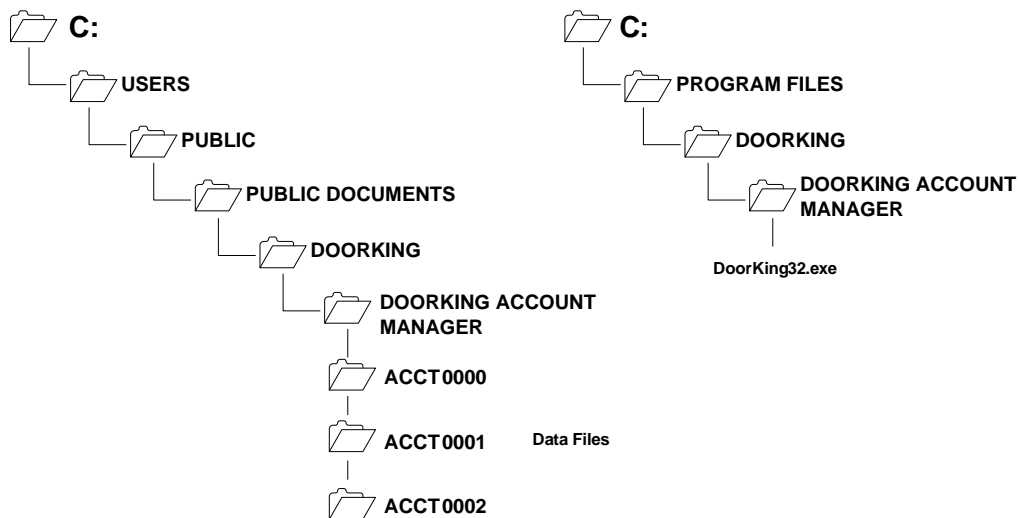 C:
USERS
PUBLIC
PUBLIC DOCUMENTS
DOORKING
DOORKING ACCOUNT
MANAGER
ACCT0000
ACCT0001
Data Files
ACCT0002
C:
PROGRAM FILES
DOORKING
DOORKING ACCOUNT
MANAGER
DoorKing32.exe